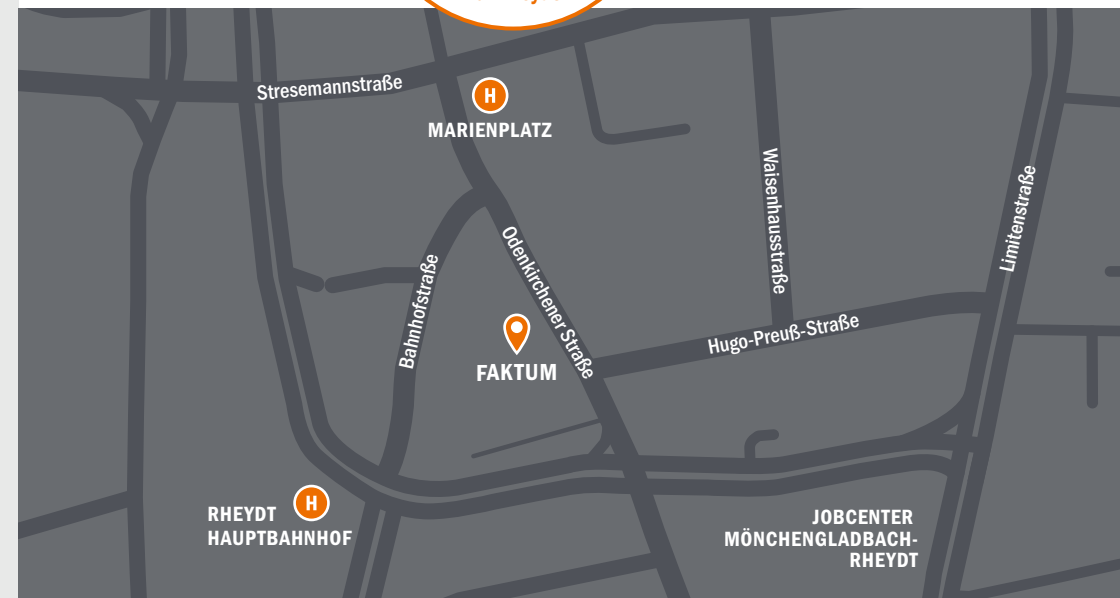 Stresemannstraße
H
MARIENPLATZ
Waisenhausstraße
Limitenstraße
Odenkirchener Straße
Bahnhofstraße
Hugo-Preuß-Straße
FAKTUM
H
RHEYDT
HAUPTBAHNHOF
JOBCENTER
MÖNCHENGLADBACH-
RHEYDT